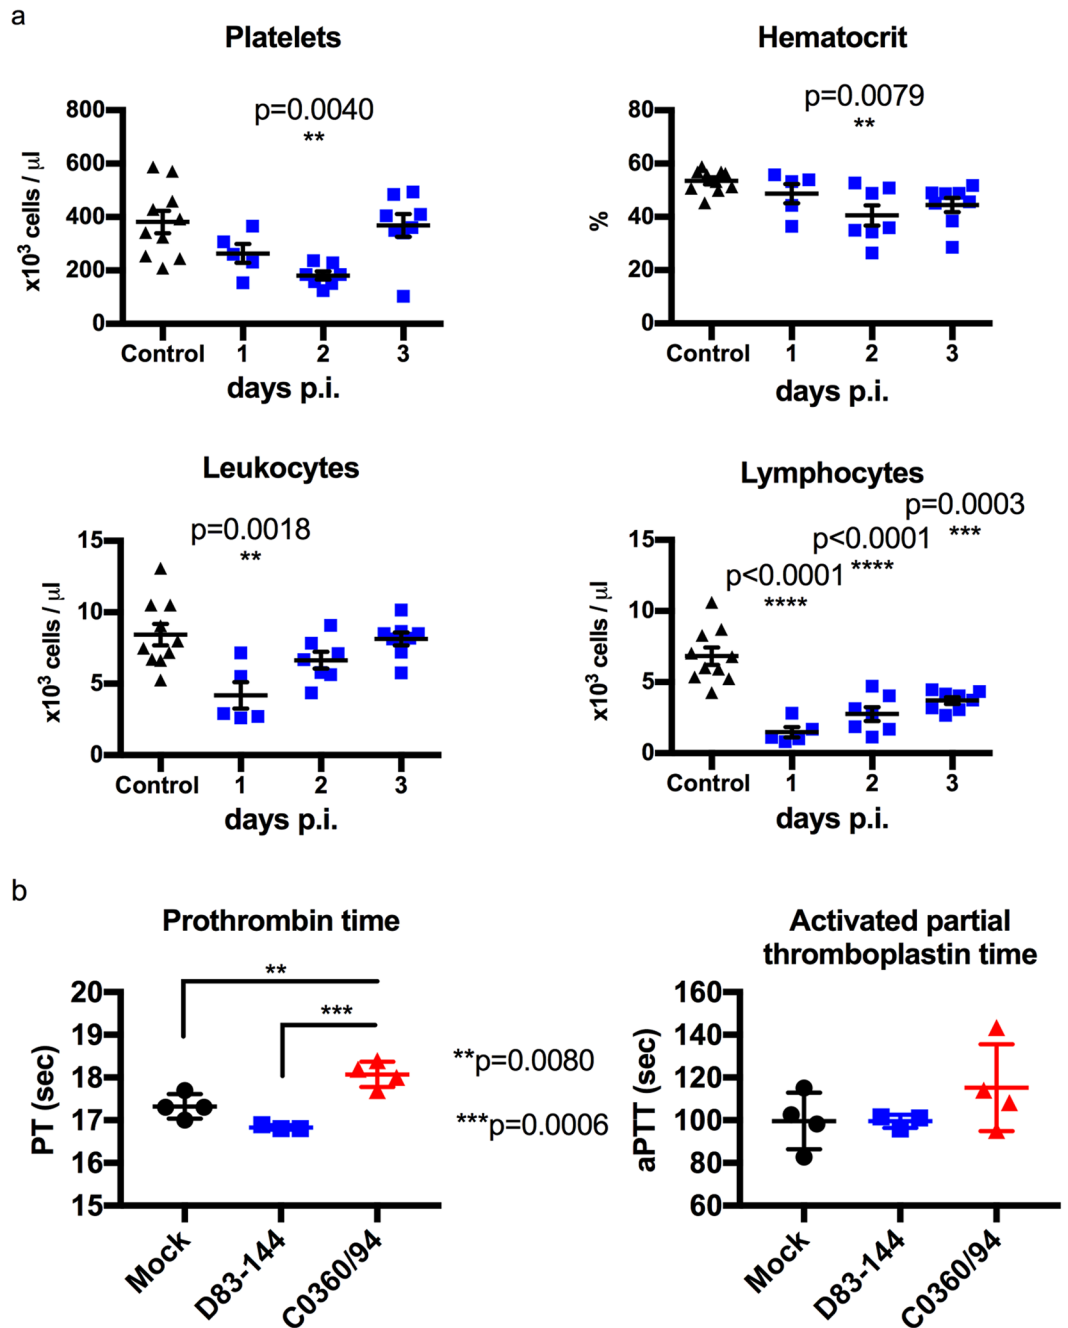 a
Platelets
p=0.0040
**
800
600
400
200
0
x10³ cells / µl
Control 1 2 3
days p.i.
Hematocrit
p=0.0079
**
80
60
40
20
0
%
Control 1 2 3
days p.i.
Leukocytes
p=0.0018
**
15
10
5
0
x10³ cells / µl
Control 1 2 3
days p.i.
Lymphocytes
p=0.0003
***
p<0.0001
****
p<0.0001
****
15
10
5
0
x10³ cells / µl
Control 1 2 3
days p.i.
b
Prothrombin time
**
***
20
19
18
17
16
15
PT (sec)
Mock D83-144 C0360/94
**p=0.0080
***p=0.0006
Activated partial
thromboplastin time
160
140
120
100
80
60
aPTT (sec)
Mock D83-144 C0360/94